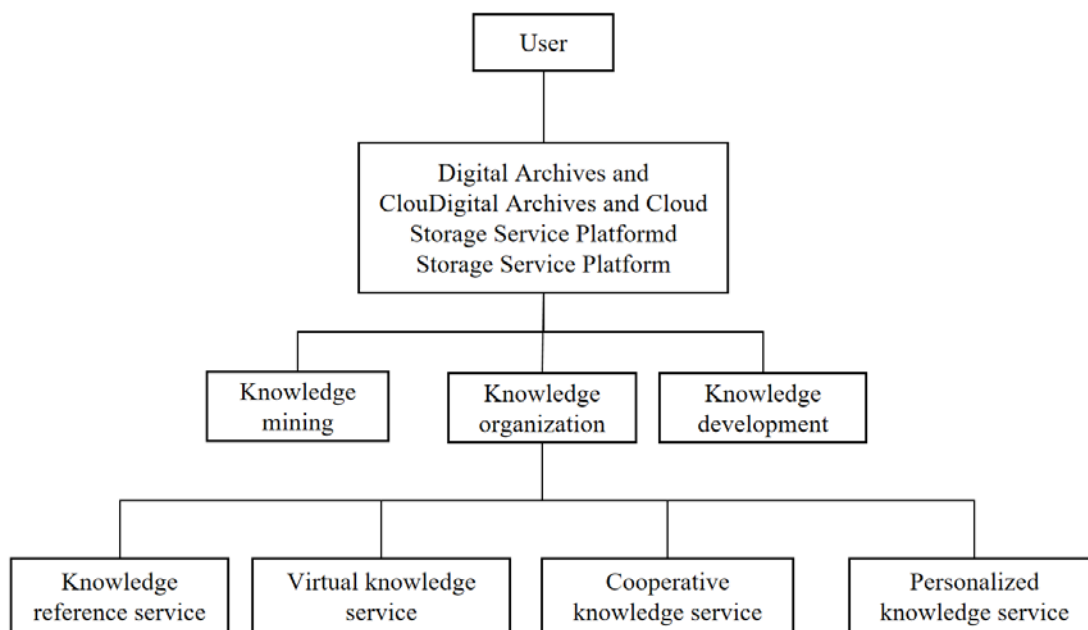 User
Digital Archives and
ClouDigital Archives and Cloud
Storage Service Platformd
Storage Service Platform
Knowledge
mining
Knowledge
organization
Knowledge
development
Knowledge
reference service
Virtual knowledge
service
Cooperative
knowledge service
Personalized
knowledge service